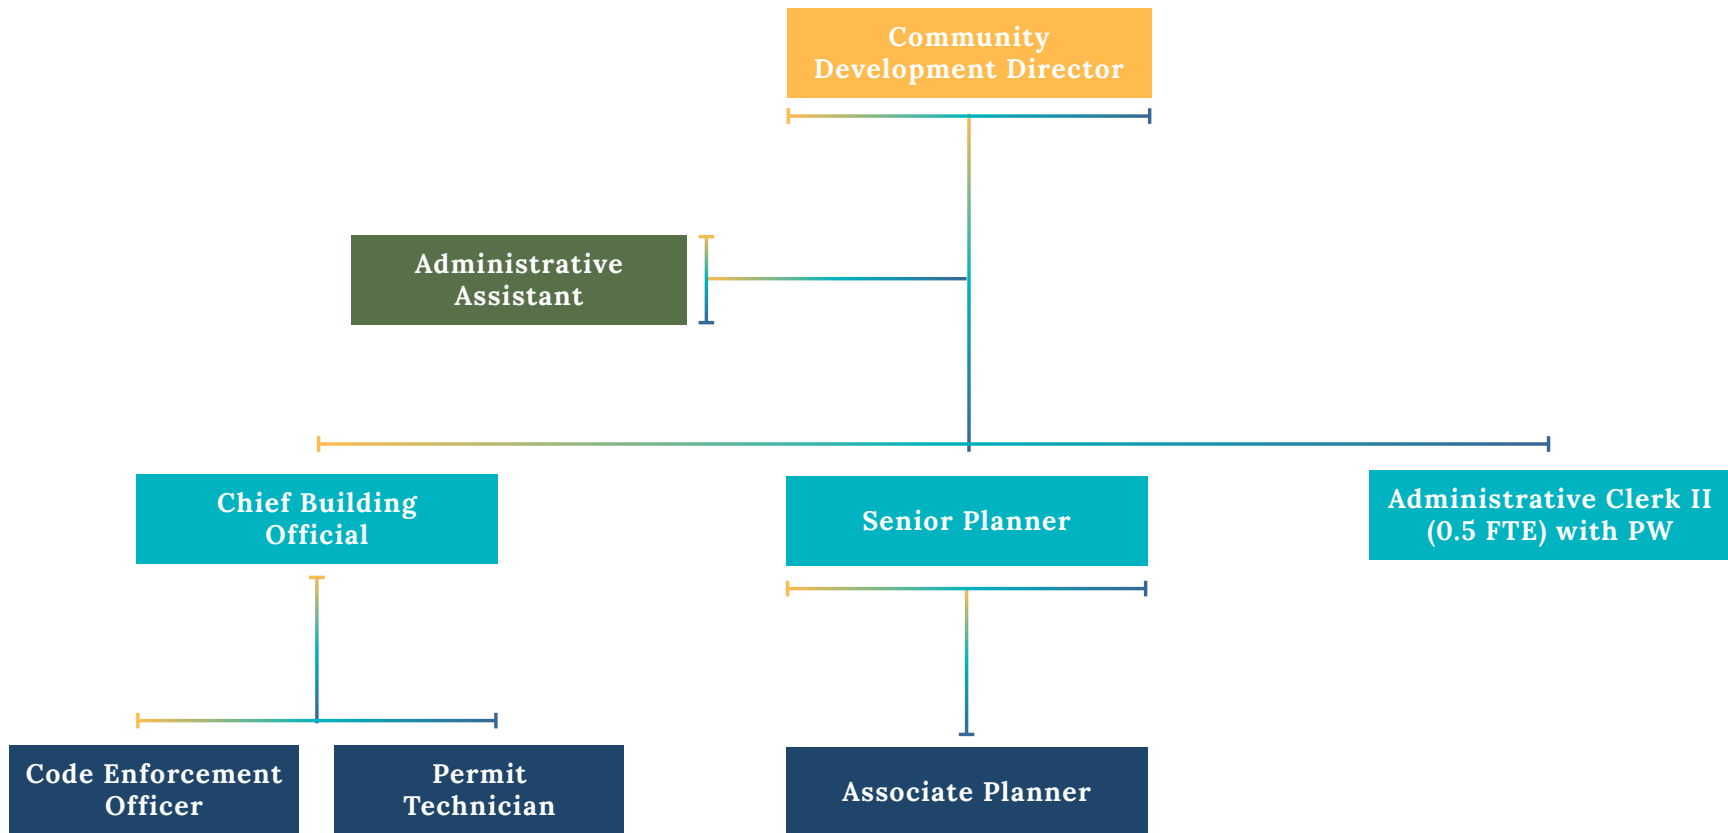 Community
Development Director
Administrative
Assistant
Chief Building
Official
Senior Planner
Administrative Clerk II
(0.5 FTE) with PW
Code Enforcement
Officer
Permit
Technician
Associate Planner